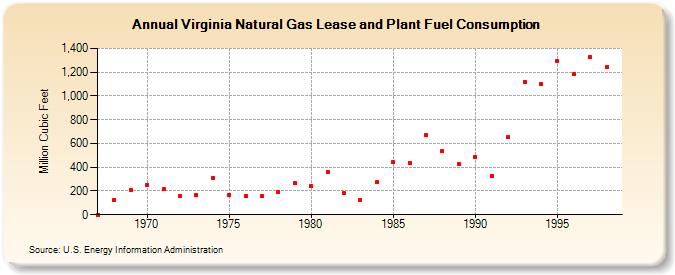 Annual Virginia Natural Gas Lease and Plant Fuel Consumption
Million Cubic Feet
1,400
1,200
1,000
800
600
400
200
0
1970 1975 1980 1985 1990 1995
Source: U.S. Energy Information Administration